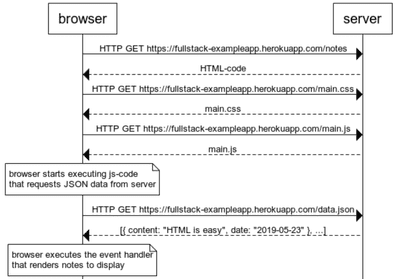 browser server
HTTP GET https://fullstack-exampleapp.herokuapp.com/notes
HTML-code
HTTP GET https://fullstack-exampleapp.herokuapp.com/main.css
main.css
HTTP GET https://fullstack-exampleapp.herokuapp.com/main.js
main.js
browser starts executing js-code
that requests JSON data from server
HTTP GET https://fullstack-exampleapp.herokuapp.com/data.json
[{ content: "HTML is easy", date: "2019-05-23" }, ...]
browser executes the event handler
that renders notes to display